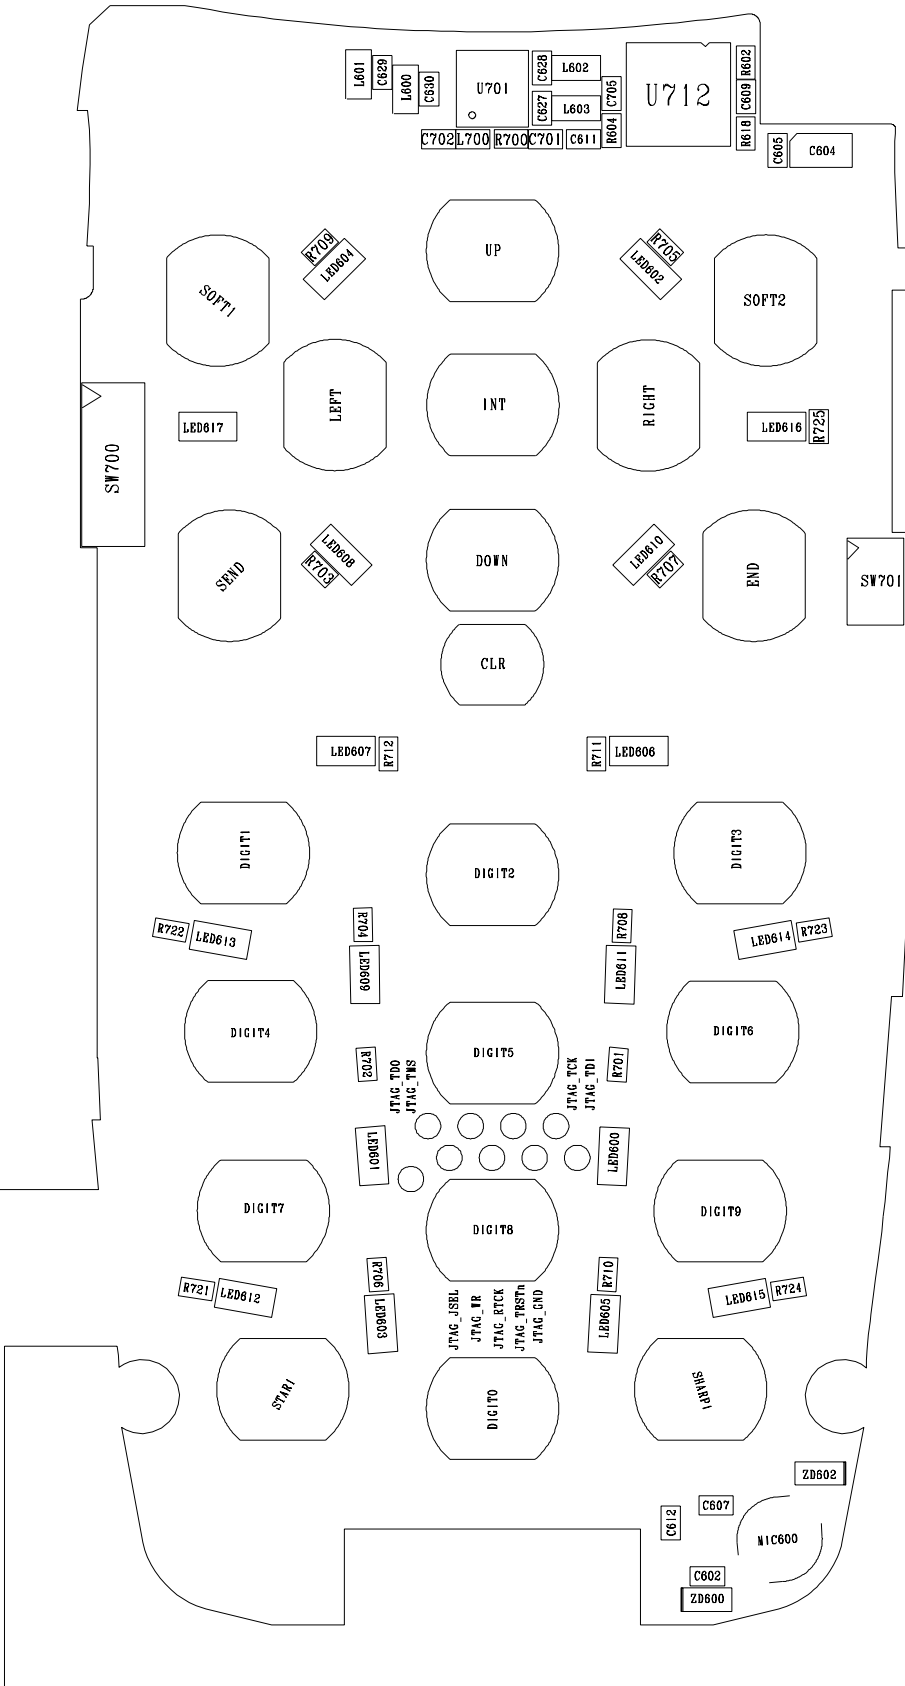 L601
C629
L600
C630
U701
C628
L602
C627
L603
C705
R604
U712
R602
C609
R618
C702
L700
R700
C701
C611
C605
C604
R709
LED604
UP
R705
LED602
SOFT1
SOFT2
LEFT
INT
RIGHT
LED617
LED616
R725
SW700
SEND
LED608
R703
DOWN
LED610
R707
END
SW701
CLR
LED607
R712
R711
LED606
DIGIT1
DIGIT2
DIGIT3
R722
LED613
R704
LED609
R708
LED611
LED614
R723
DIGIT4
DIGIT5
DIGIT6
R702
JTAG_TDO
JTAG_TMS
JTAG_TCK
JTAG_TDI
R701
LED601
LED600
DIGIT7
DIGIT8
DIGIT9
R721
LED612
R706
LED603
JTAG_JSEL
JTAG_WR
JTAG_RTCK
JTAG_TRSTn
JTAG_GND
R710
LED605
LED615
R724
STAR1
DIGIT0
SHARP1
ZD602
C607
C612
MIC600
C602
ZD600